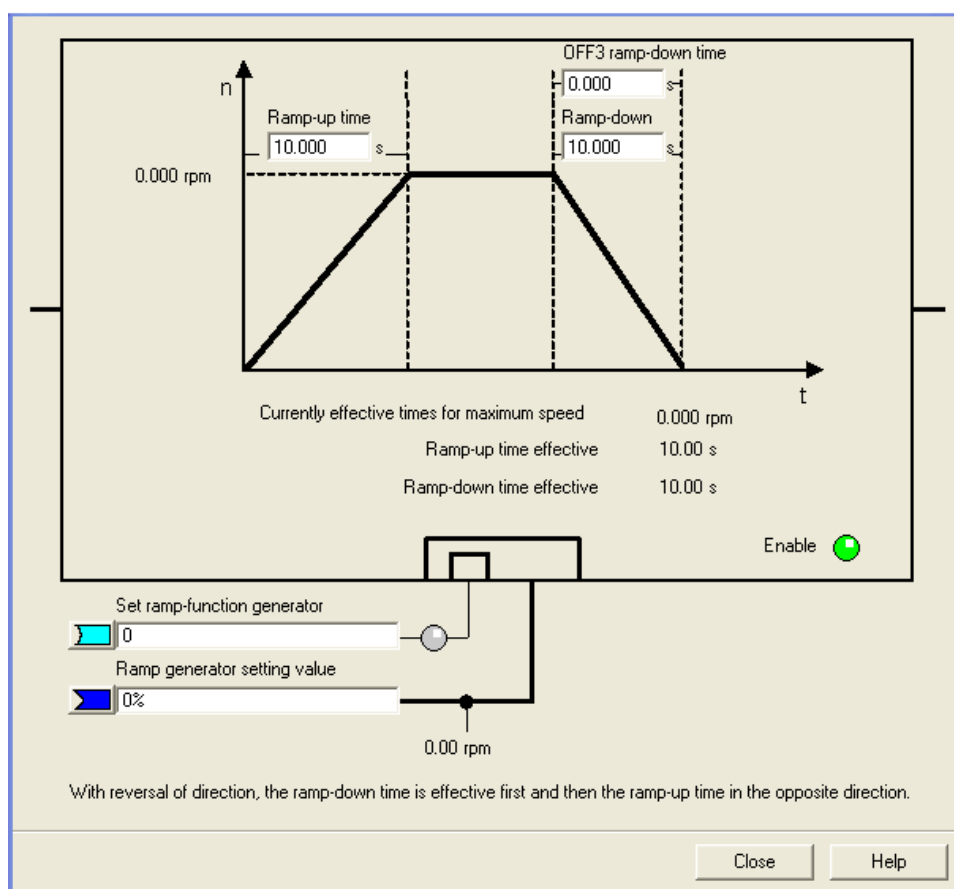 OFF3 ramp-down time
n
0.000 s
Ramp-up time
Ramp-down
10.000 s
10.000 s
0.000 rpm
t
Currently effective times for maximum speed 0.000 rpm
Ramp-up time effective 10.00 s
Ramp-down time effective 10.00 s
Enable
Set ramp-function generator
0
Ramp generator setting value
0%
0.00 rpm
With reversal of direction, the ramp-down time is effective first and then the ramp-up time in the opposite direction.
Close Help